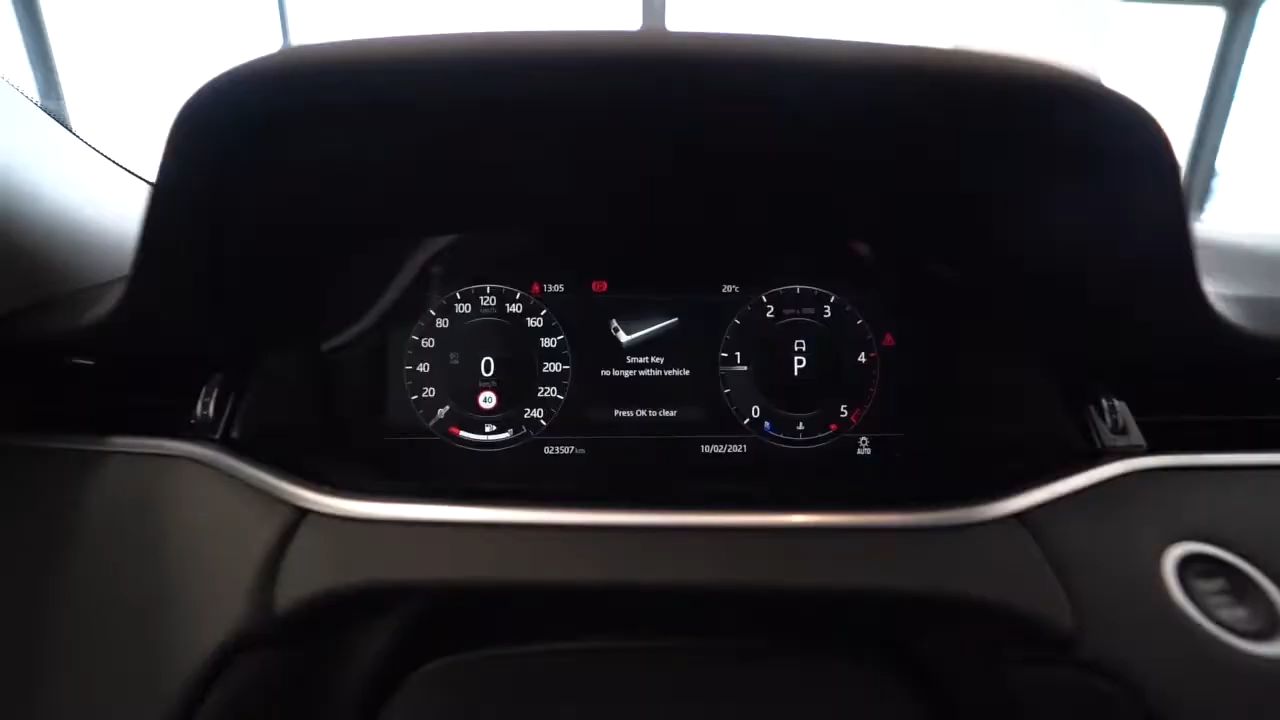 13:05
20°c
120
100
140
km/h
80
160
60
180
40
200
20
220
240
0
km/h
40
Smart Key
no longer within vehicle
Press OK to clear
2
3
1
4
0
5
P
023507 km
10/02/2021
AUTO